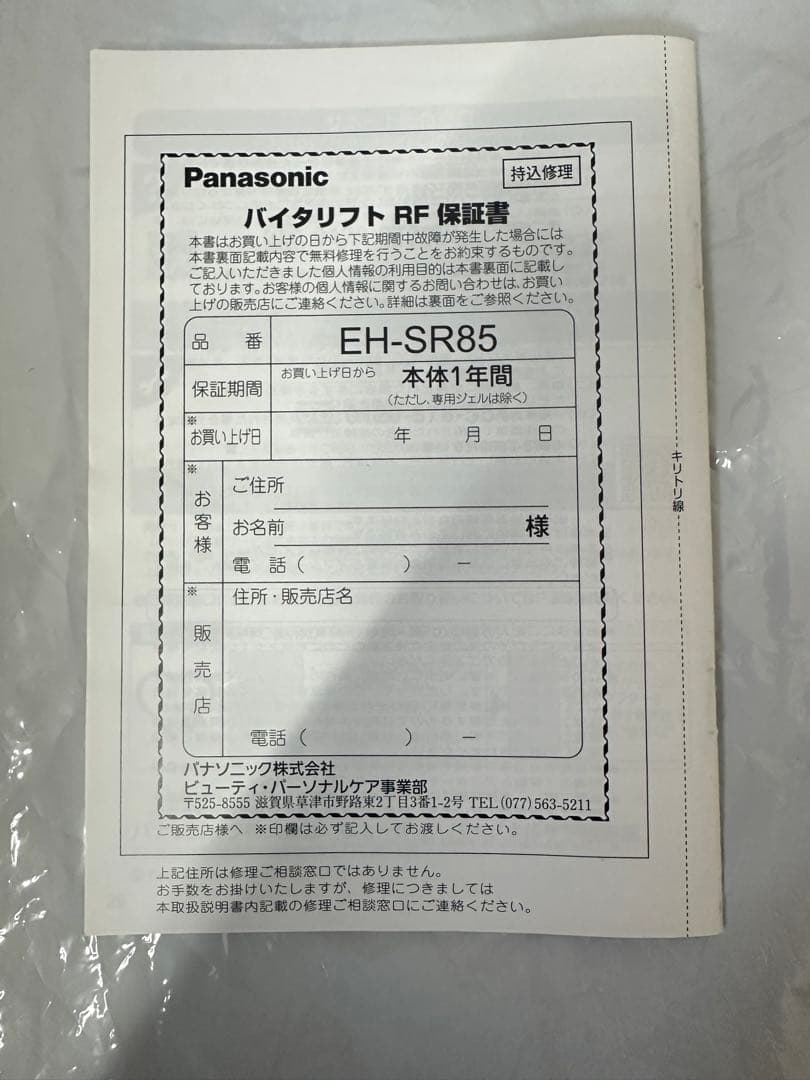 Panasonic
持込修理
バイタリフト RF 保証書
本書はお買い上げの日から下記期間中故障が発生した場合には
本書裏面記載内容で無料修理を行うことをお約束するものです。
ご記入いただきました個人情報の利用目的は本書裏面に記載し
ております。お客様の個人情報に関するお問い合わせは、お買い
上げの販売店にご連絡ください。詳細は裏面をご参照ください。
品 番 EH-SR85
保証期間 お買い上げ日から 本体1年間
(ただし、専用ジェルは除く)
※お買い上げ日 年 月 日
※お客様
ご住所
お名前 様
電 話 ( ) −
※販売店
住所・販売店名
電話 ( ) −
パナソニック株式会社
ビューティ・パーソナルケア事業部
〒525-8555 滋賀県草津市野路東2丁目3番1-2号 TEL(077)563-5211
ご販売店様へ ※印欄は必ず記入してお渡しください。
上記住所は修理ご相談窓口ではありません。
お手数をお掛けいたしますが、修理につきましては
本取扱説明書内記載の修理ご相談窓口にご連絡ください。
キリトリ線